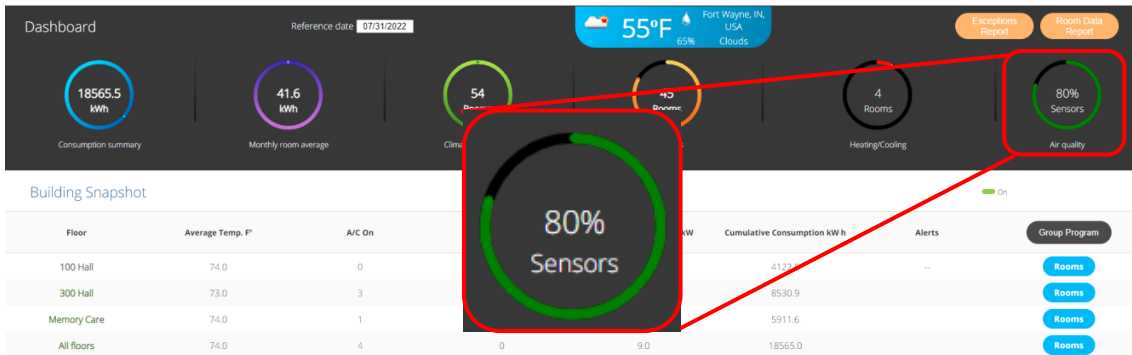 Dashboard
Reference date 07/31/2022
55°F
65%
Fort Wayne, IN,
USA
Clouds
Exceptions
Report
Room Data
Report
18565.5
kWh
Consumption summary
41.6
kWh
Monthly room average
54
Rooms
45
Rooms
4
Rooms
Heating/Cooling
80%
Sensors
Air quality
80%
Sensors
Building Snapshot
On
Floor Average Temp. F° A/C On kW Cumulative Consumption kW h Alerts Group Program
100 Hall 74.0 0 -- Rooms
300 Hall 73.0 3 8530.9 Rooms
Memory Care 74.0 1 5911.6 Rooms
All floors 74.0 4 0 9.0 18565.0 Rooms